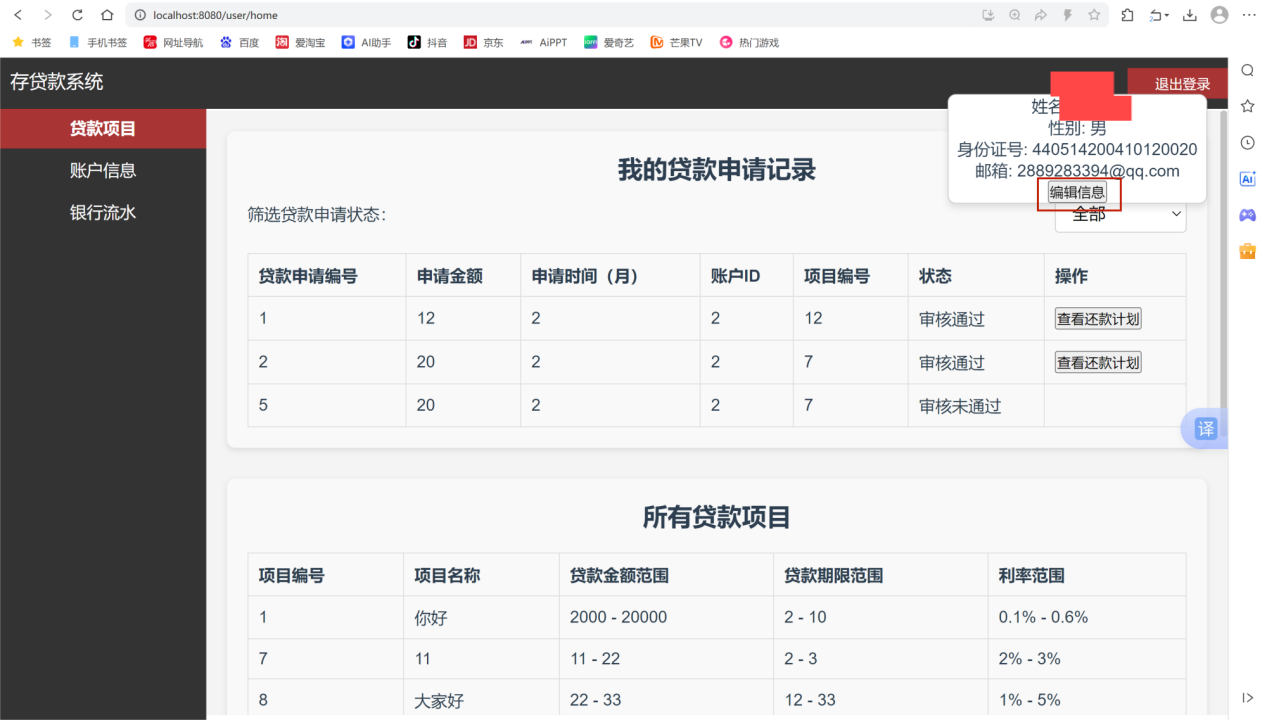 localhost:8080/user/home
书签 手机书签 网址导航 百度 爱淘宝 AI助手 抖音 京东 AiPPT 爱奇艺 芒果TV 热门游戏
存贷款系统
退出登录
贷款项目
账户信息
银行流水
姓名
性别: 男
身份证号: 440514200410120020
邮箱: 2889283394@qq.com
编辑信息
我的贷款申请记录
筛选贷款申请状态:
全部
贷款申请编号 申请金额 申请时间（月） 账户ID 项目编号 状态 操作
1 12 2 2 12 审核通过 查看还款计划
2 20 2 2 7 审核通过 查看还款计划
5 20 2 2 7 审核未通过
译
所有贷款项目
项目编号 项目名称 贷款金额范围 贷款期限范围 利率范围
1 你好 2000 - 20000 2 - 10 0.1% - 0.6%
7 11 11 - 22 2 - 3 2% - 3%
8 大家好 22 - 33 12 - 33 1% - 5%